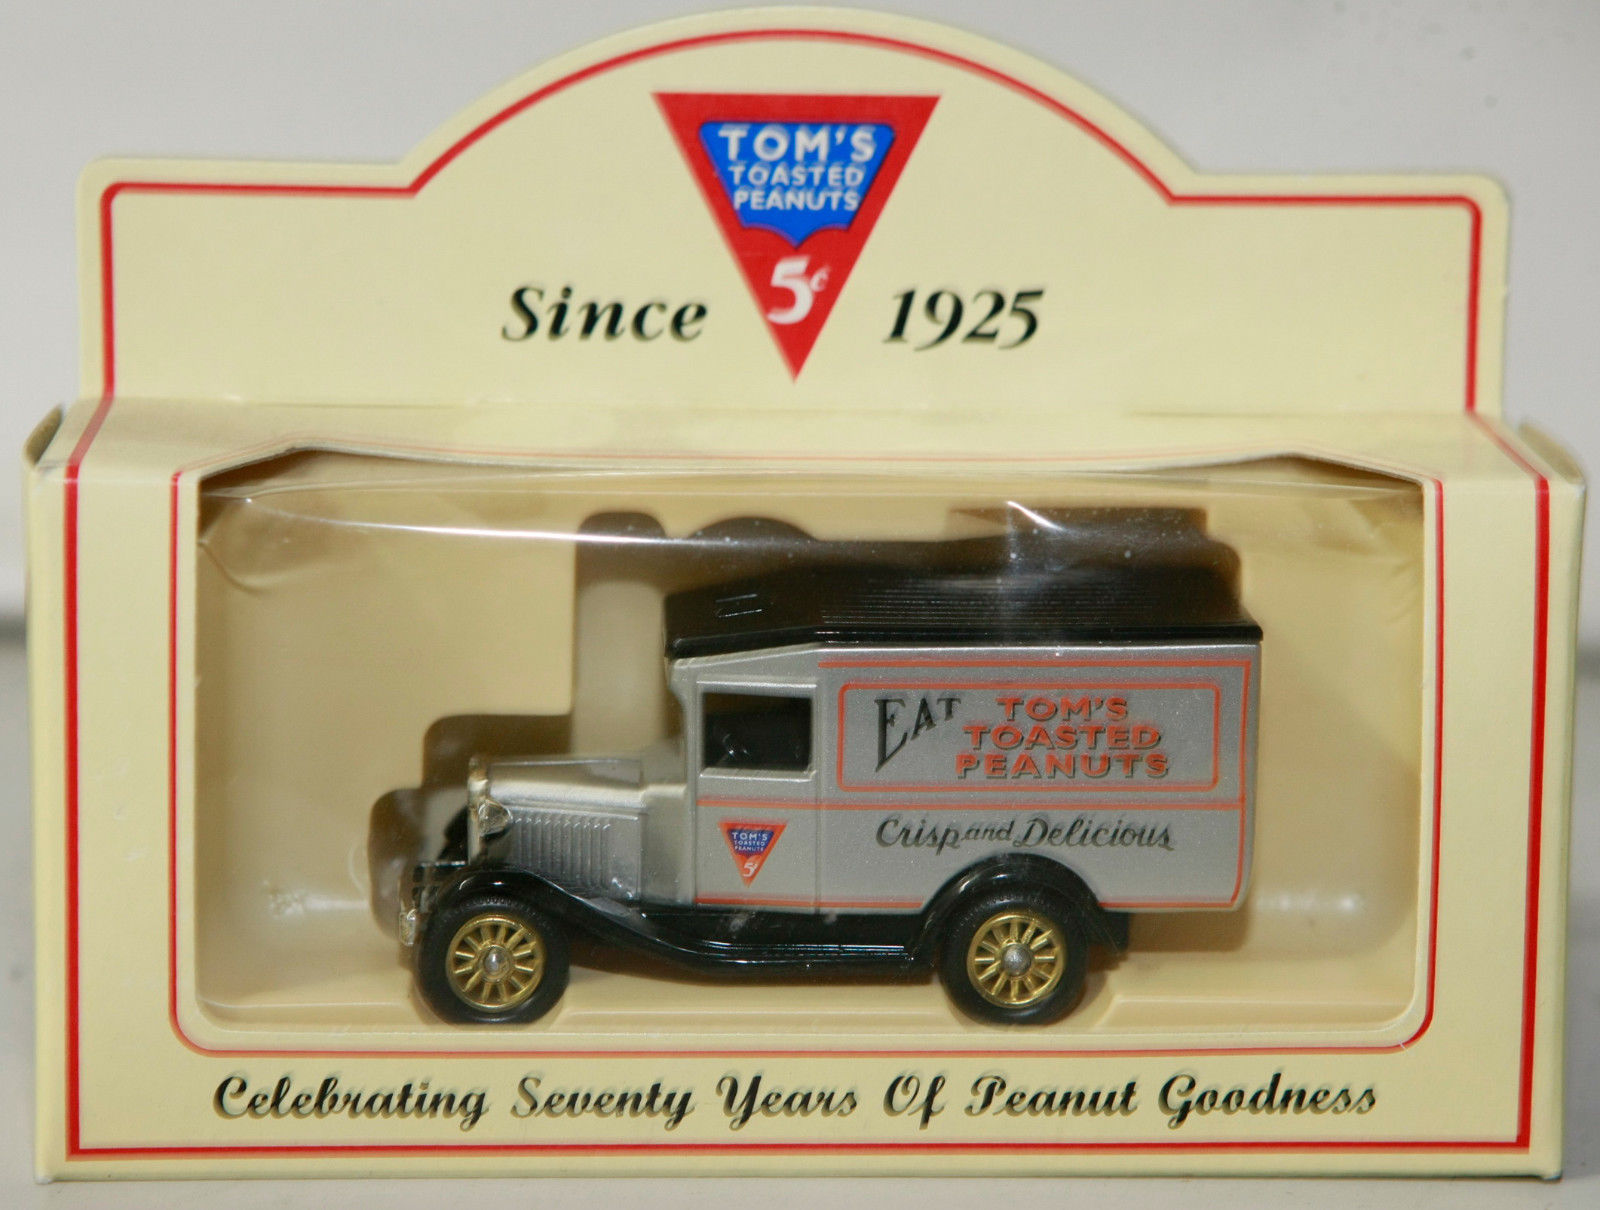 TOM'S
TOASTED
PEANUTS
5¢
Since 1925
EAT TOM'S
TOASTED
PEANUTS
Crisp and Delicious
TOM'S
TOASTED
PEANUTS
5¢
Celebrating Seventy Years Of Peanut Goodness